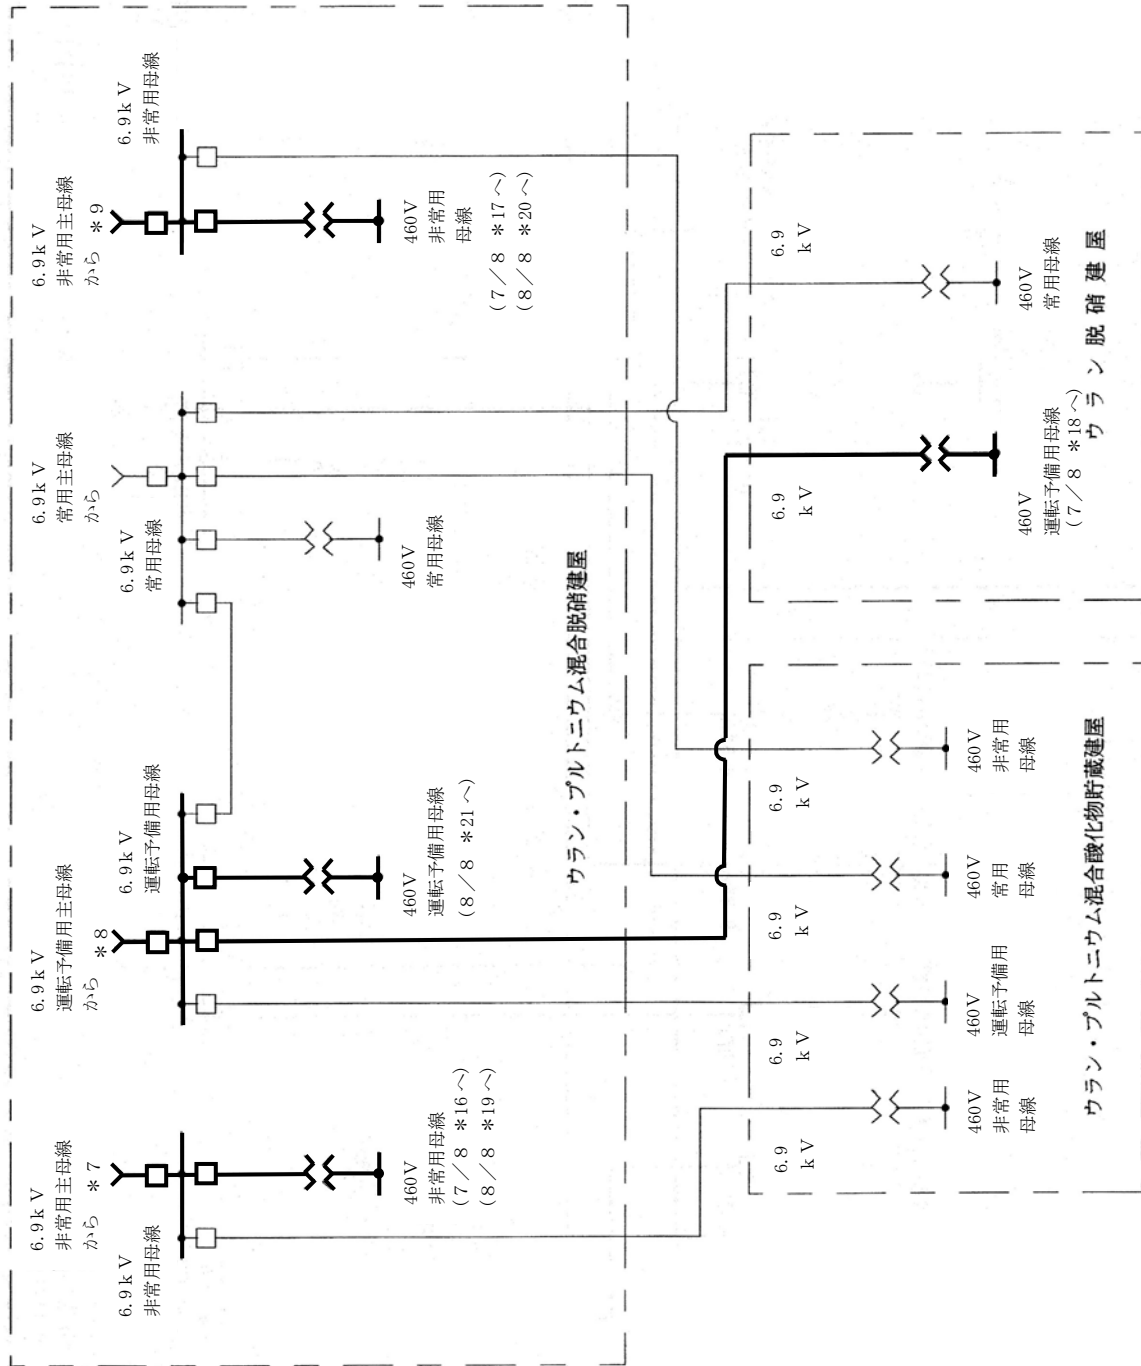 6.9kV
非常用主母線
から ＊7
6.9kV
非常用母線
460V
非常用母線
(7／8 ＊16へ)
(8／8 ＊19へ)
6.9kV
運転予備用主母線
から ＊8
6.9kV
運転予備用母線
460V
運転予備用母線
(8／8 ＊21へ)
6.9kV
常用主母線
から
6.9kV
常用母線
460V
常用母線
6.9kV
非常用主母線
から ＊9
6.9kV
非常用母線
460V
非常用
母線
(7／8 ＊17へ)
(8／8 ＊20へ)
ウラン・プルトニウム混合脱硝建屋
6.9
kV
460V
非常用
母線
6.9
kV
460V
運転予備用
母線
6.9
kV
460V
常用
母線
6.9
kV
460V
非常用
母線
ウラン・プルトニウム混合酸化物貯蔵建屋
6.9
kV
460V
運転予備用母線
(7／8 ＊18へ)
6.9
kV
460V
常用母線
ウラン脱硝建屋